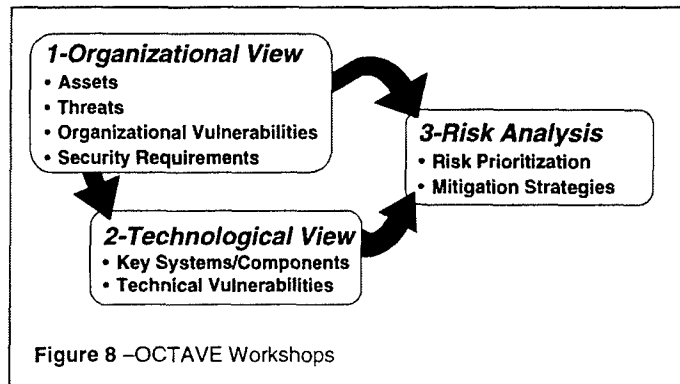 1-Organizational View
• Assets
• Threats
• Organizational Vulnerabilities
• Security Requirements
3-Risk Analysis
• Risk Prioritization
• Mitigation Strategies
2-Technological View
• Key Systems/Components
• Technical Vulnerabilities
Figure 8 –OCTAVE Workshops